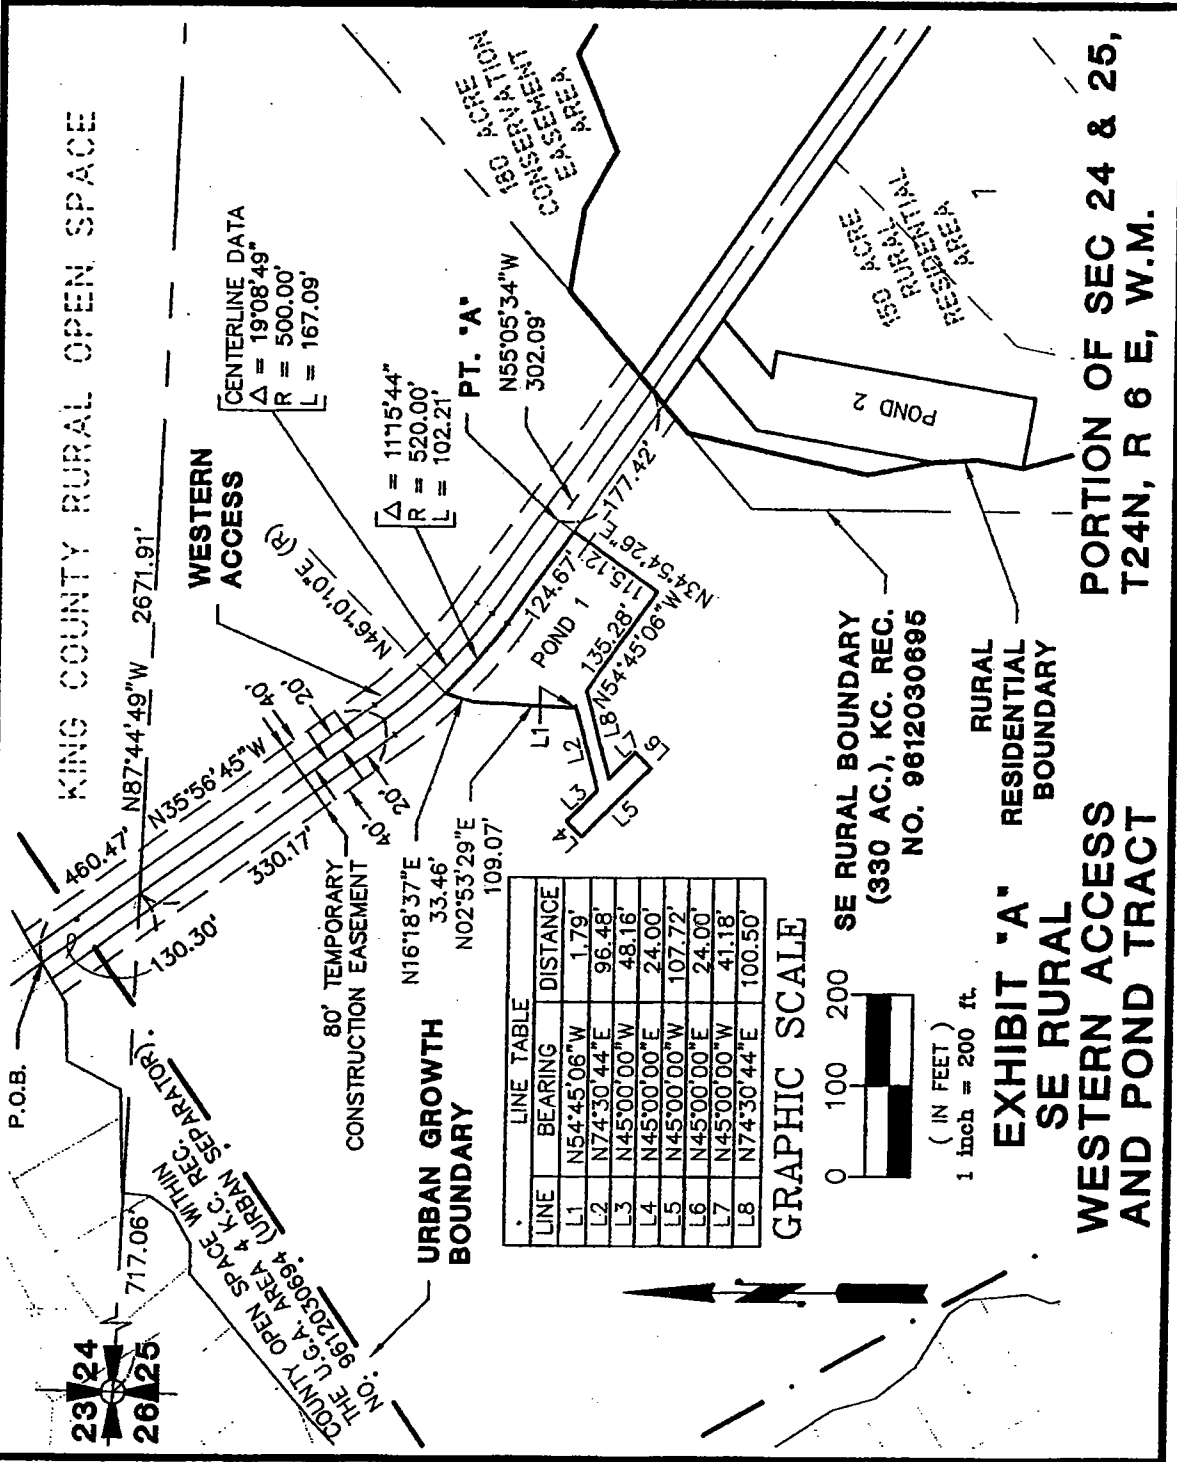 KING COUNTY RURAL OPEN SPACE
N87°44'49"W 2671.91'
CENTERLINE DATA
Δ = 19°08'49"
R = 500.00'
L = 167.09'
WESTERN
ACCESS
N46°10'10"E (R)
Δ = 11°15'44"
R = 520.00'
L = 102.21'
PT. "A"
N55°05'34"W
302.09'
180 ACRE
CONSERVATION
EASEMENT
AREA
150 ACRE
RURAL
RESIDENTIAL
AREA
1
P.O.B.
460.47'
N35°56'45"W
40'
20'
330.17'
20'
40'
130.30'
717.06'
23 24
26 25
COUNTY OPEN SPACE WITHIN
THE U.G.A. AREA 4 K.C. REC.
NO. 9612030694 (URBAN SEPARATOR).
80' TEMPORARY
CONSTRUCTION EASEMENT
N16°18'37"E
33.46'
N02°53'29"E
109.07'
124.67'
POND 1
115.12'
N34°54'26"E
177.42'
135.28'
N54°45'06"W
L1
L2
L3
L4
L5
L6
L7
L8
POND 2
URBAN GROWTH
BOUNDARY
LINE TABLE
LINE BEARING DISTANCE
L1 N54°45'06"W 1.79'
L2 N74°30'44"E 96.48'
L3 N45°00'00"W 48.16'
L4 N45°00'00"E 24.00'
L5 N45°00'00"W 107.72'
L6 N45°00'00"E 24.00'
L7 N45°00'00"W 41.18'
L8 N74°30'44"E 100.50'
GRAPHIC SCALE
0 100 200
( IN FEET )
1 inch = 200 ft.
SE RURAL BOUNDARY
(330 AC.), KC. REC.
NO. 9612030695
RURAL
RESIDENTIAL
BOUNDARY
EXHIBIT "A"
SE RURAL
WESTERN ACCESS
AND POND TRACT
PORTION OF SEC 24 & 25,
T24N, R 6 E, W.M.